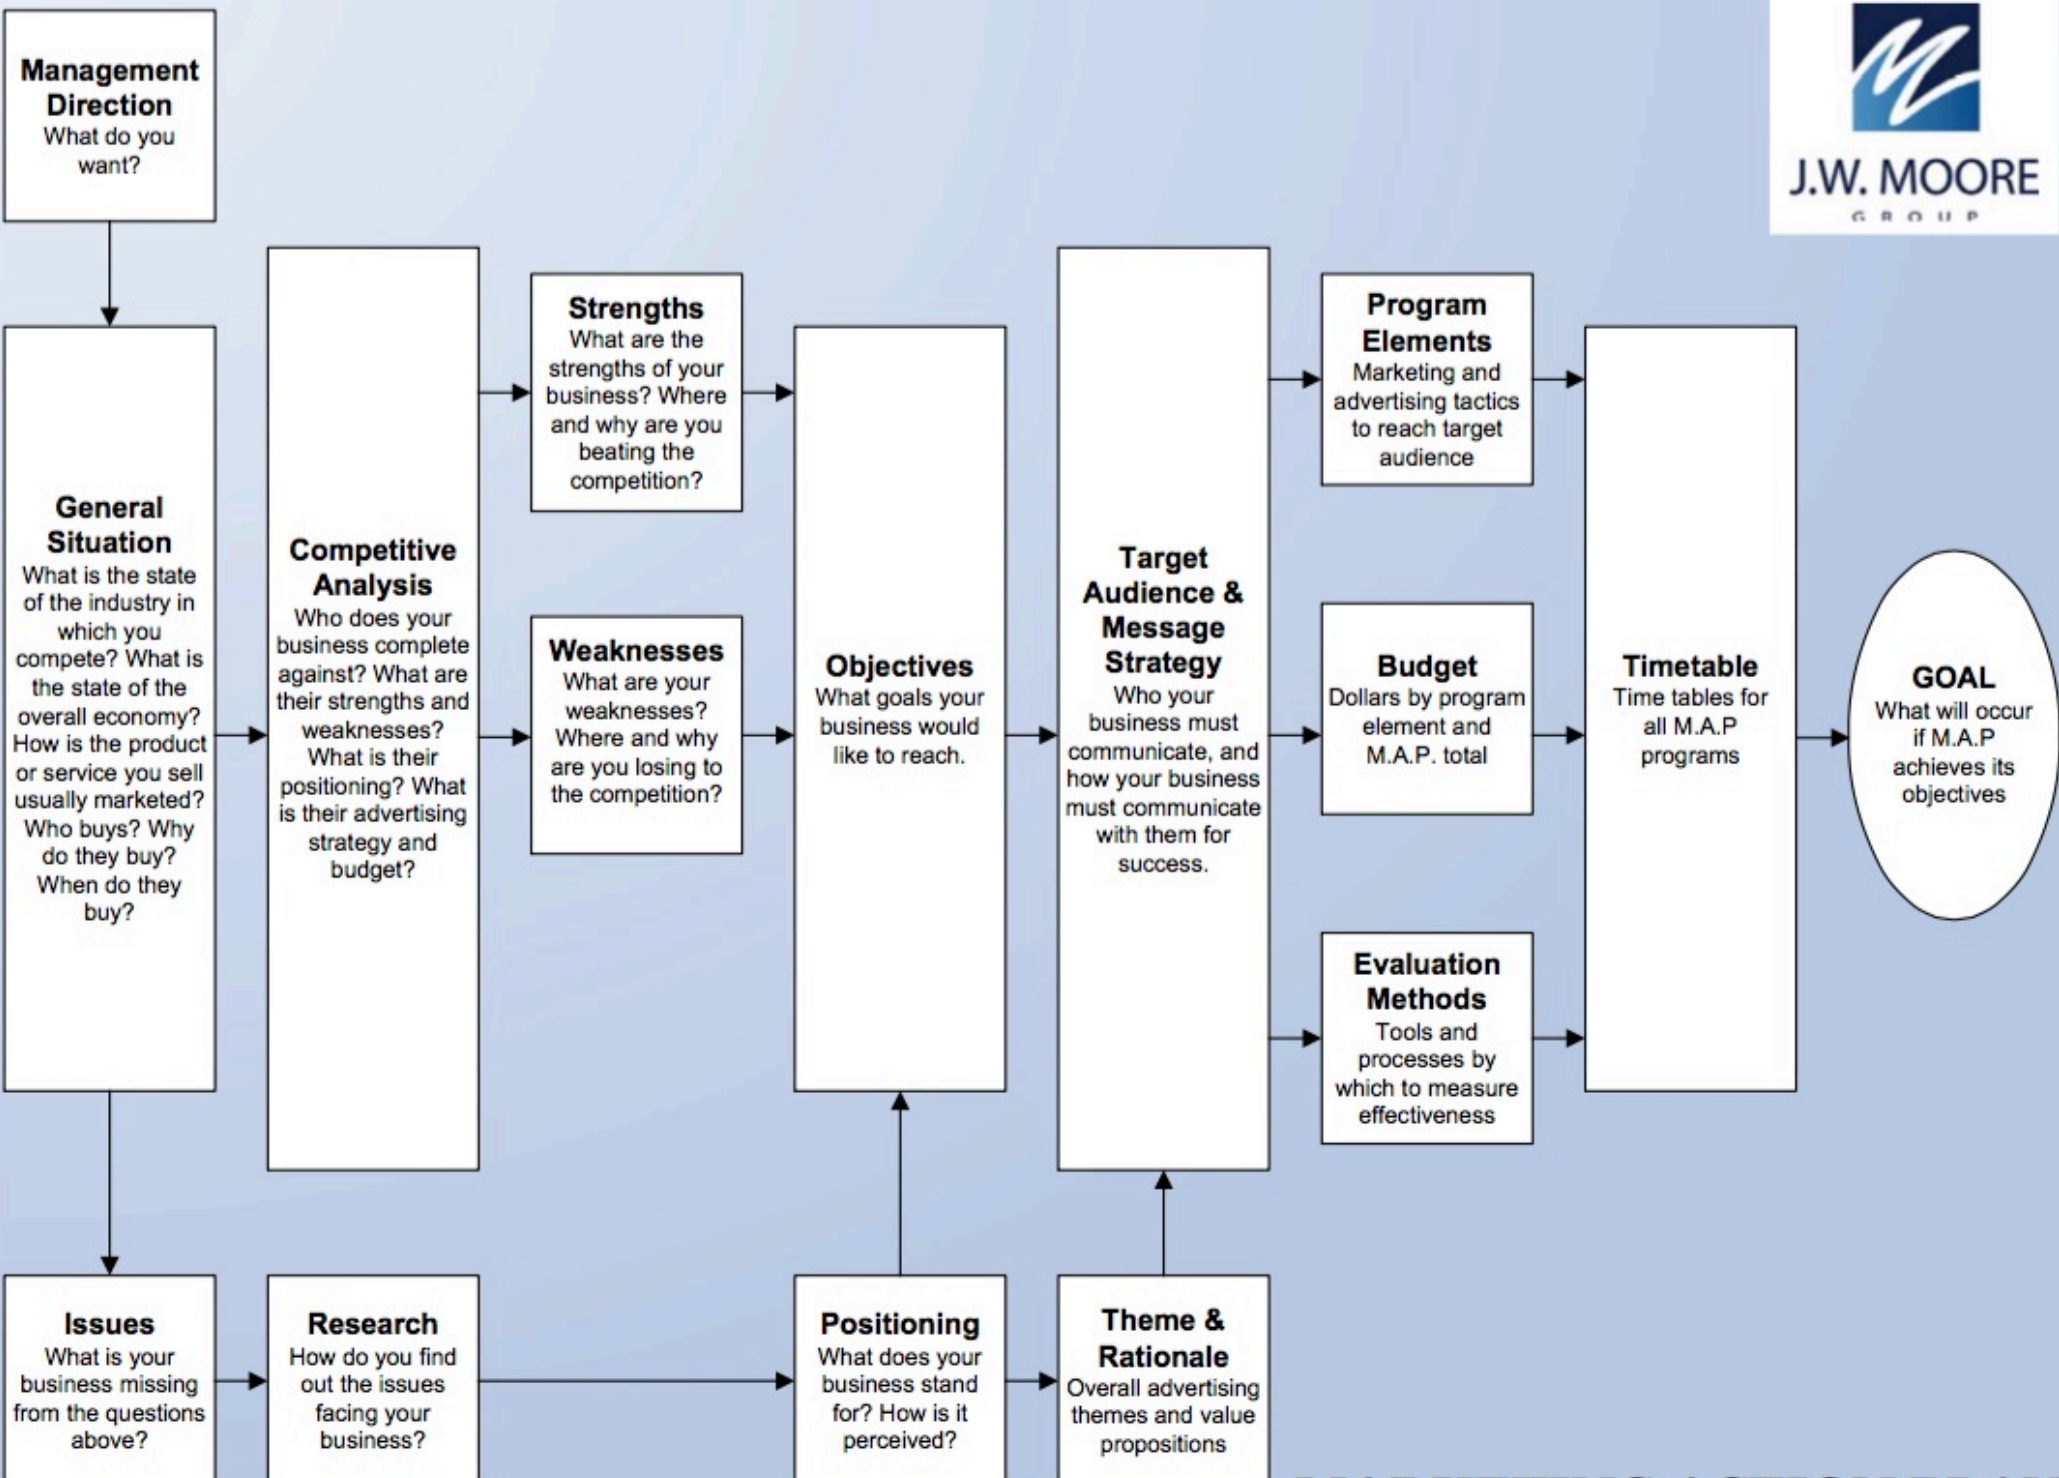 Management
Direction
What do you
want?
J.W. MOORE
GROUP
General
Situation
What is the state
of the industry in
which you
compete? What is
the state of the
overall economy?
How is the product
or service you sell
usually marketed?
Who buys? Why
do they buy?
When do they
buy?
Competitive
Analysis
Who does your
business complete
against? What are
their strengths and
weaknesses?
What is their
positioning? What
is their advertising
strategy and
budget?
Strengths
What are the
strengths of your
business? Where
and why are you
beating the
competition?
Weaknesses
What are your
weaknesses?
Where and why
are you losing to
the competition?
Objectives
What goals your
business would
like to reach.
Target
Audience &
Message
Strategy
Who your
business must
communicate, and
how your business
must communicate
with them for
success.
Program
Elements
Marketing and
advertising tactics
to reach target
audience
Budget
Dollars by program
element and
M.A.P. total
Evaluation
Methods
Tools and
processes by
which to measure
effectiveness
Timetable
Time tables for
all M.A.P
programs
GOAL
What will occur
if M.A.P
achieves its
objectives
Issues
What is your
business missing
from the questions
above?
Research
How do you find
out the issues
facing your
business?
Positioning
What does your
business stand
for? How is it
perceived?
Theme &
Rationale
Overall advertising
themes and value
propositions